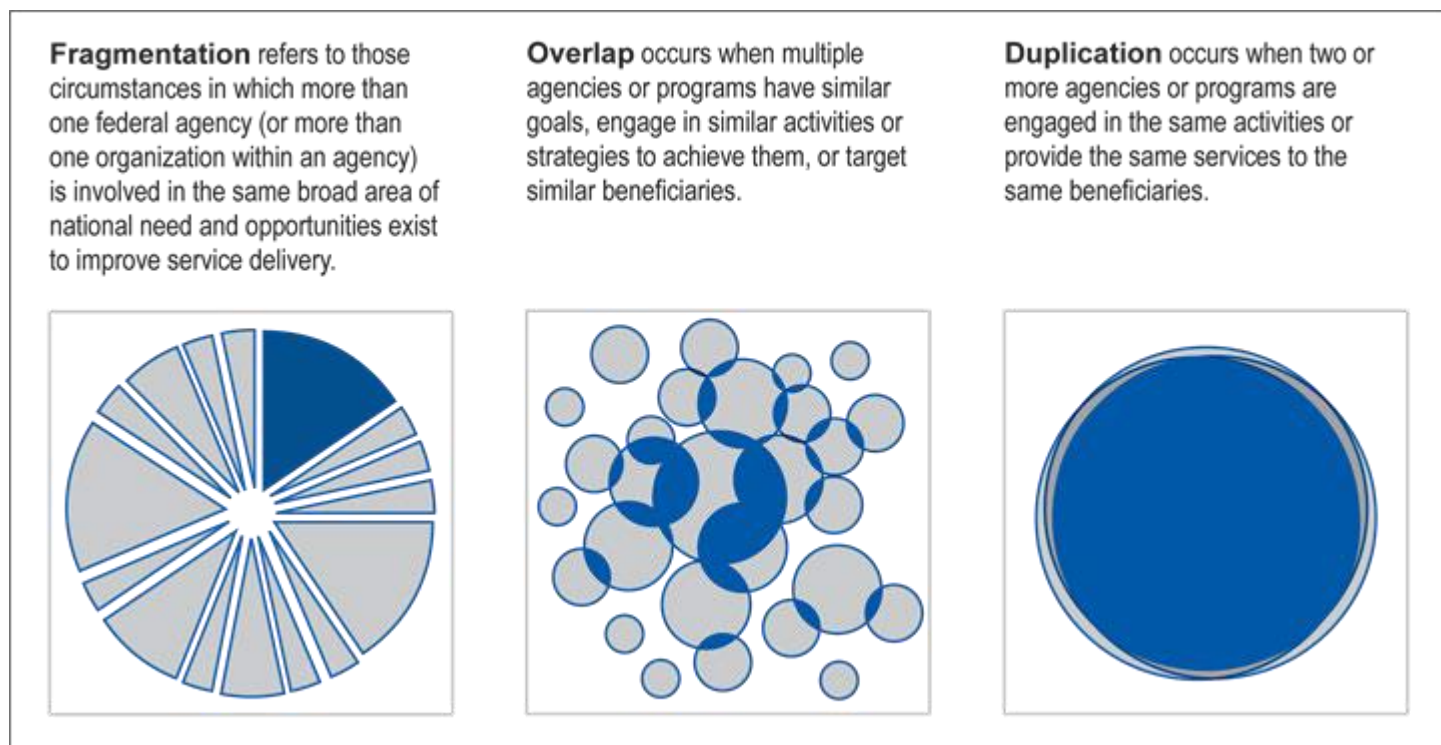 Fragmentation refers to those
circumstances in which more than
one federal agency (or more than
one organization within an agency)
is involved in the same broad area of
national need and opportunities exist
to improve service delivery.
Overlap occurs when multiple
agencies or programs have similar
goals, engage in similar activities or
strategies to achieve them, or target
similar beneficiaries.
Duplication occurs when two or
more agencies or programs are
engaged in the same activities or
provide the same services to the
same beneficiaries.